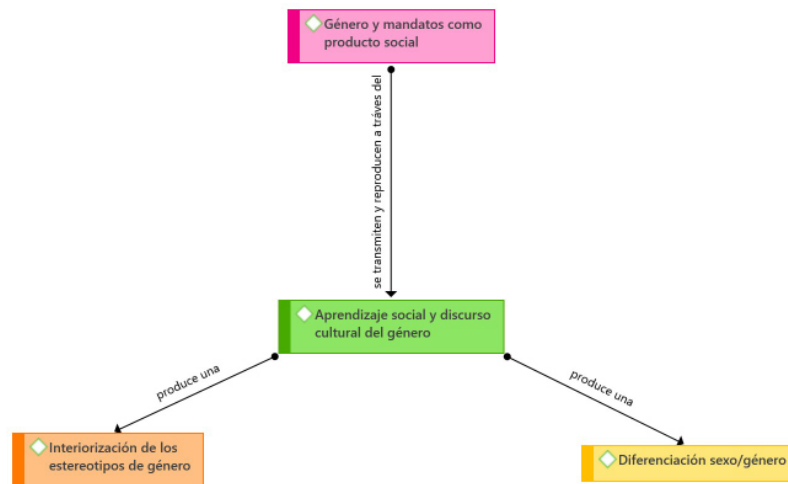 Género y mandatos como
producto social
se transmiten y reproducen a tráves del
Aprendizaje social y discurso
cultural del género
produce una
produce una
Interiorización de los
estereotipos de género
Diferenciación sexo/género